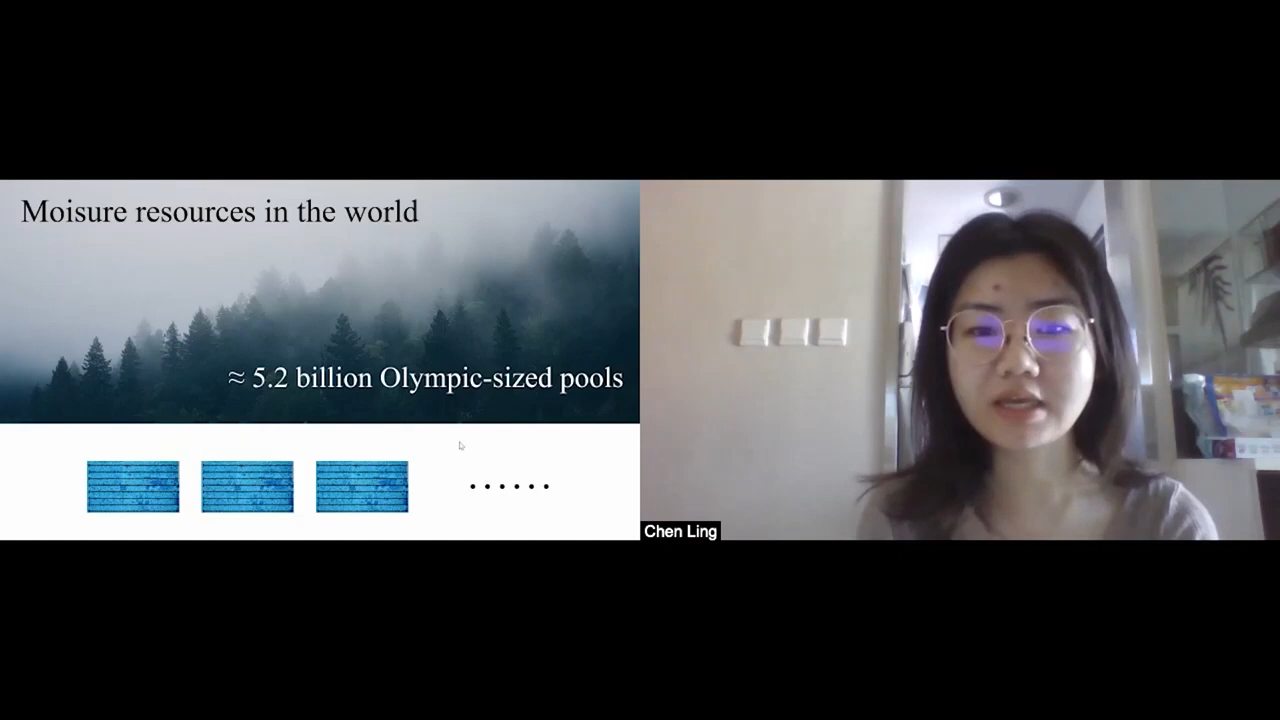 Moisure resources in the world
≈ 5.2 billion Olympic-sized pools
......
Chen Ling